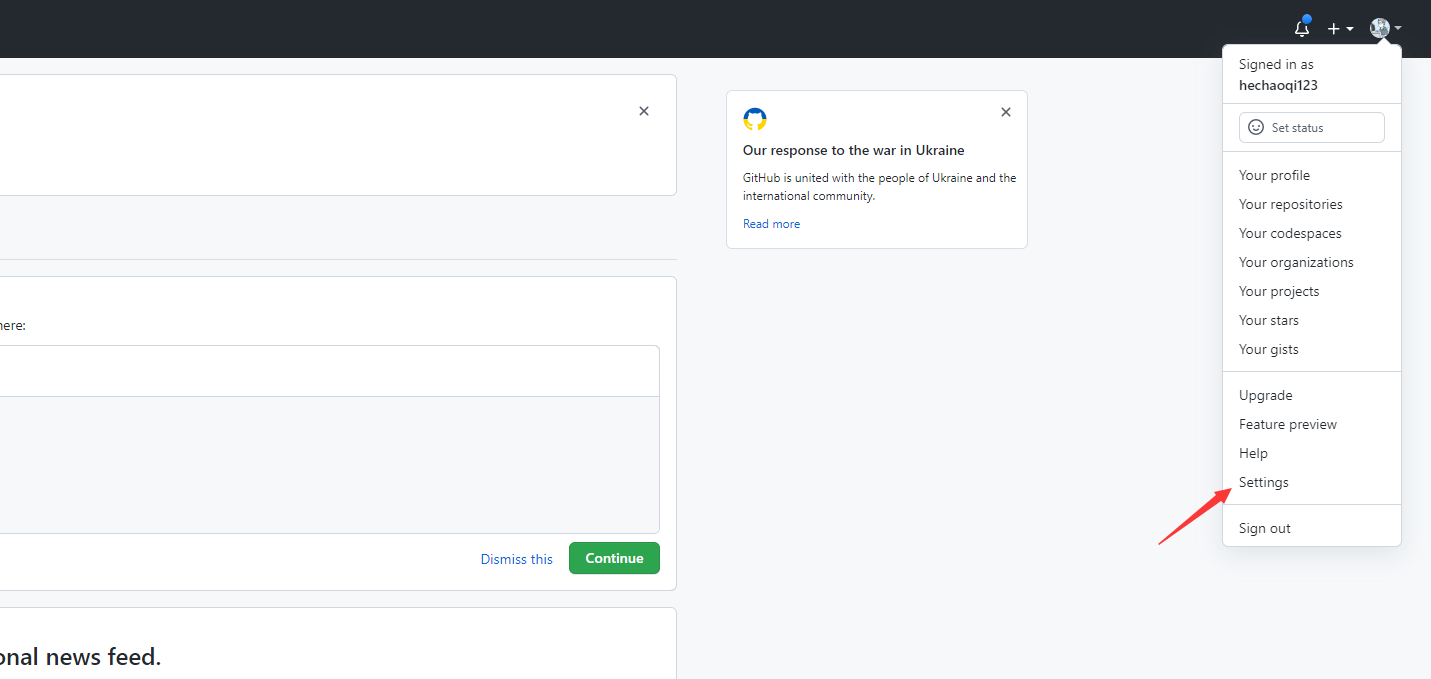 Signed in as
hechaoqi123
Set status
Your profile
Your repositories
Your codespaces
Your organizations
Your projects
Your stars
Your gists
Upgrade
Feature preview
Help
Settings
Sign out
Our response to the war in Ukraine
GitHub is united with the people of Ukraine and the
international community.
Read more
here:
Dismiss this
Continue
onal news feed.